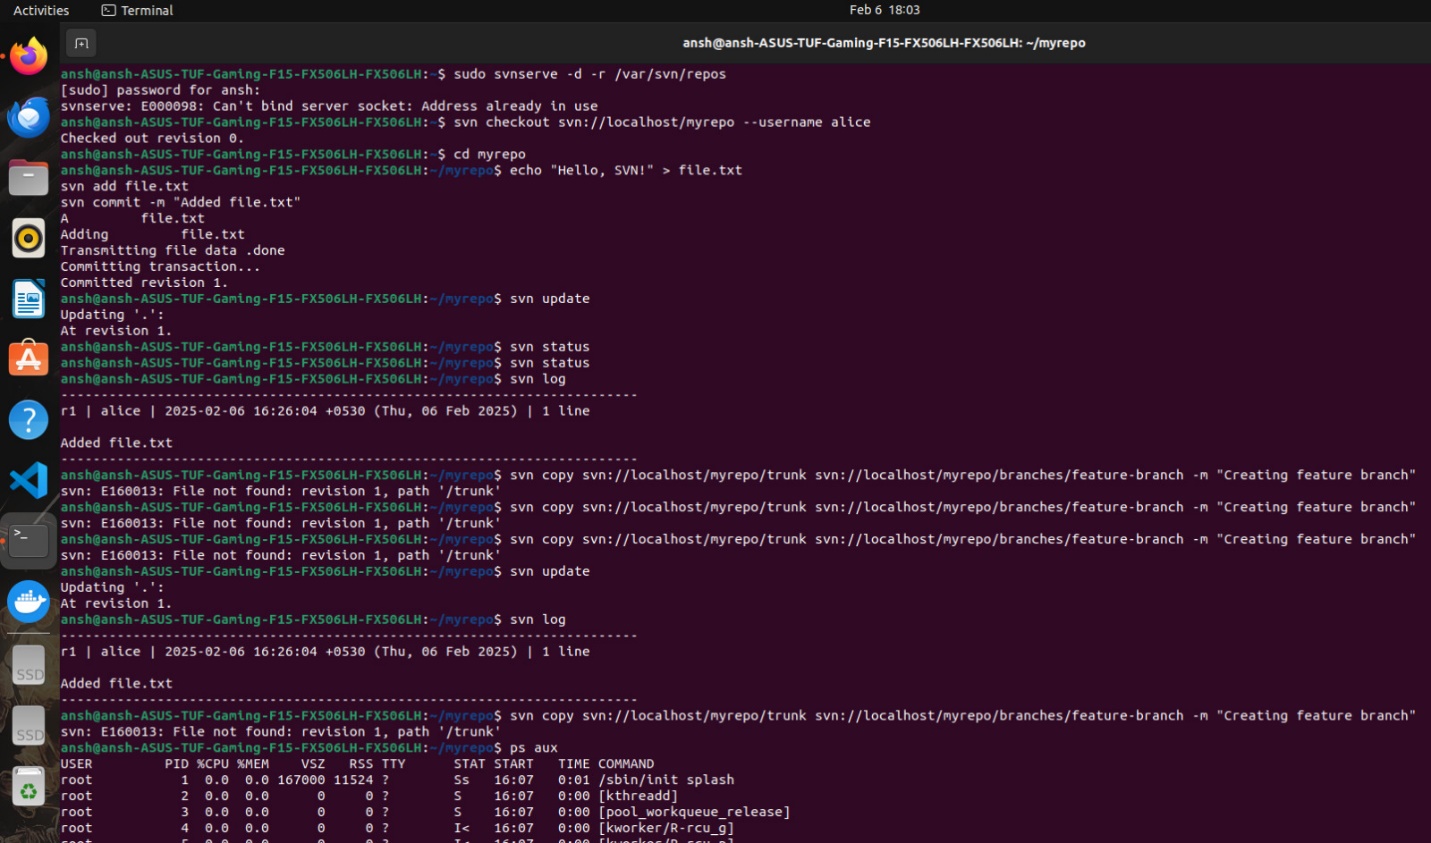 Activities
Terminal
Feb 6 18:03
ansh@ansh-ASUS-TUF-Gaming-F15-FX506LH-FX506LH: ~/myrepo
ansh@ansh-ASUS-TUF-Gaming-F15-FX506LH-FX506LH:~$ sudo svnserve -d -r /var/svn/repos
[sudo] password for ansh:
svnserve: E000098: Can't bind server socket: Address already in use
ansh@ansh-ASUS-TUF-Gaming-F15-FX506LH-FX506LH:~$ svn checkout svn://localhost/myrepo --username alice
Checked out revision 0.
ansh@ansh-ASUS-TUF-Gaming-F15-FX506LH-FX506LH:~$ cd myrepo
ansh@ansh-ASUS-TUF-Gaming-F15-FX506LH-FX506LH:~/myrepo$ echo "Hello, SVN!" > file.txt
svn add file.txt
svn commit -m "Added file.txt"
A         file.txt
Adding         file.txt
Transmitting file data .done
Committing transaction...
Committed revision 1.
ansh@ansh-ASUS-TUF-Gaming-F15-FX506LH-FX506LH:~/myrepo$ svn update
Updating '.':
At revision 1.
ansh@ansh-ASUS-TUF-Gaming-F15-FX506LH-FX506LH:~/myrepo$ svn status
ansh@ansh-ASUS-TUF-Gaming-F15-FX506LH-FX506LH:~/myrepo$ svn status
ansh@ansh-ASUS-TUF-Gaming-F15-FX506LH-FX506LH:~/myrepo$ svn log
------------------------------------------------------------------------
r1 | alice | 2025-02-06 16:26:04 +0530 (Thu, 06 Feb 2025) | 1 line
Added file.txt
------------------------------------------------------------------------
ansh@ansh-ASUS-TUF-Gaming-F15-FX506LH-FX506LH:~/myrepo$ svn copy svn://localhost/myrepo/trunk svn://localhost/myrepo/branches/feature-branch -m "Creating feature branch"
svn: E160013: File not found: revision 1, path '/trunk'
ansh@ansh-ASUS-TUF-Gaming-F15-FX506LH-FX506LH:~/myrepo$ svn copy svn://localhost/myrepo/trunk svn://localhost/myrepo/branches/feature-branch -m "Creating feature branch"
svn: E160013: File not found: revision 1, path '/trunk'
ansh@ansh-ASUS-TUF-Gaming-F15-FX506LH-FX506LH:~/myrepo$ svn copy svn://localhost/myrepo/trunk svn://localhost/myrepo/branches/feature-branch -m "Creating feature branch"
svn: E160013: File not found: revision 1, path '/trunk'
ansh@ansh-ASUS-TUF-Gaming-F15-FX506LH-FX506LH:~/myrepo$ svn update
Updating '.':
At revision 1.
ansh@ansh-ASUS-TUF-Gaming-F15-FX506LH-FX506LH:~/myrepo$ svn log
------------------------------------------------------------------------
r1 | alice | 2025-02-06 16:26:04 +0530 (Thu, 06 Feb 2025) | 1 line
Added file.txt
------------------------------------------------------------------------
ansh@ansh-ASUS-TUF-Gaming-F15-FX506LH-FX506LH:~/myrepo$ svn copy svn://localhost/myrepo/trunk svn://localhost/myrepo/branches/feature-branch -m "Creating feature branch"
svn: E160013: File not found: revision 1, path '/trunk'
ansh@ansh-ASUS-TUF-Gaming-F15-FX506LH-FX506LH:~/myrepo$ ps aux
USER         PID %CPU %MEM    VSZ   RSS TTY      STAT START   TIME COMMAND
root           1  0.0  0.0 167000 11524 ?        Ss   16:07   0:01 /sbin/init splash
root           2  0.0  0.0      0     0 ?        S    16:07   0:00 [kthreadd]
root           3  0.0  0.0      0     0 ?        S    16:07   0:00 [pool_workqueue_release]
root           4  0.0  0.0      0     0 ?        I<   16:07   0:00 [kworker/R-rcu_g]
SSD
SSD